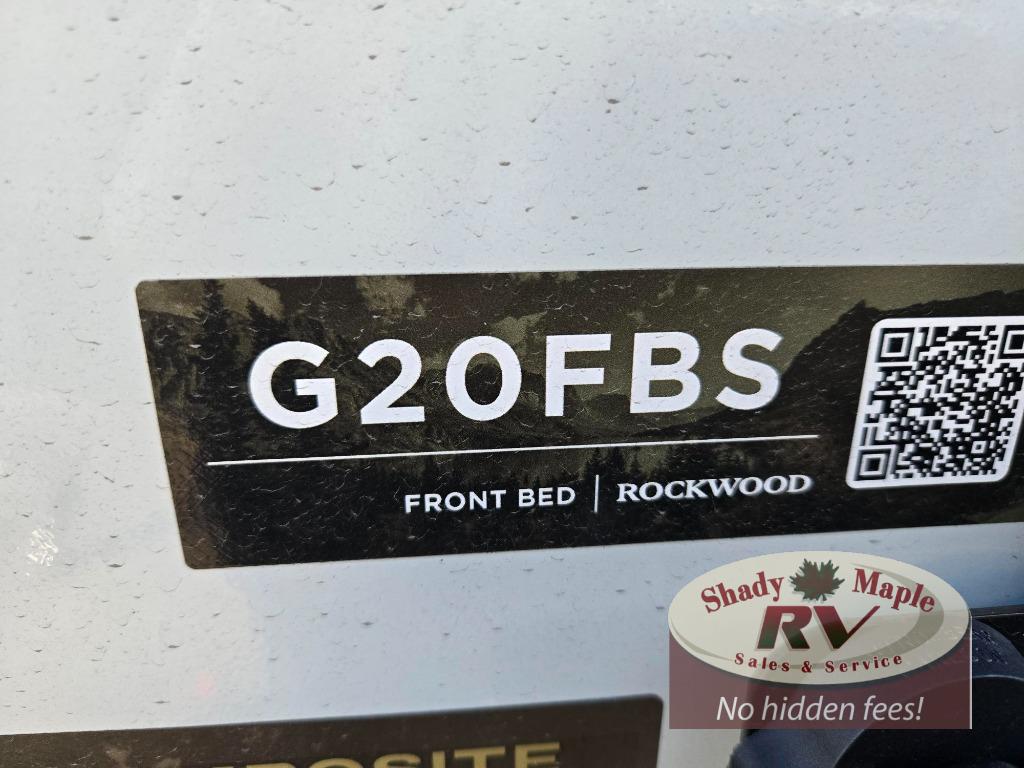 G20FBS
FRONT BED | ROCKWOOD
Shady Maple
RV
Sales & Service
No hidden fees!